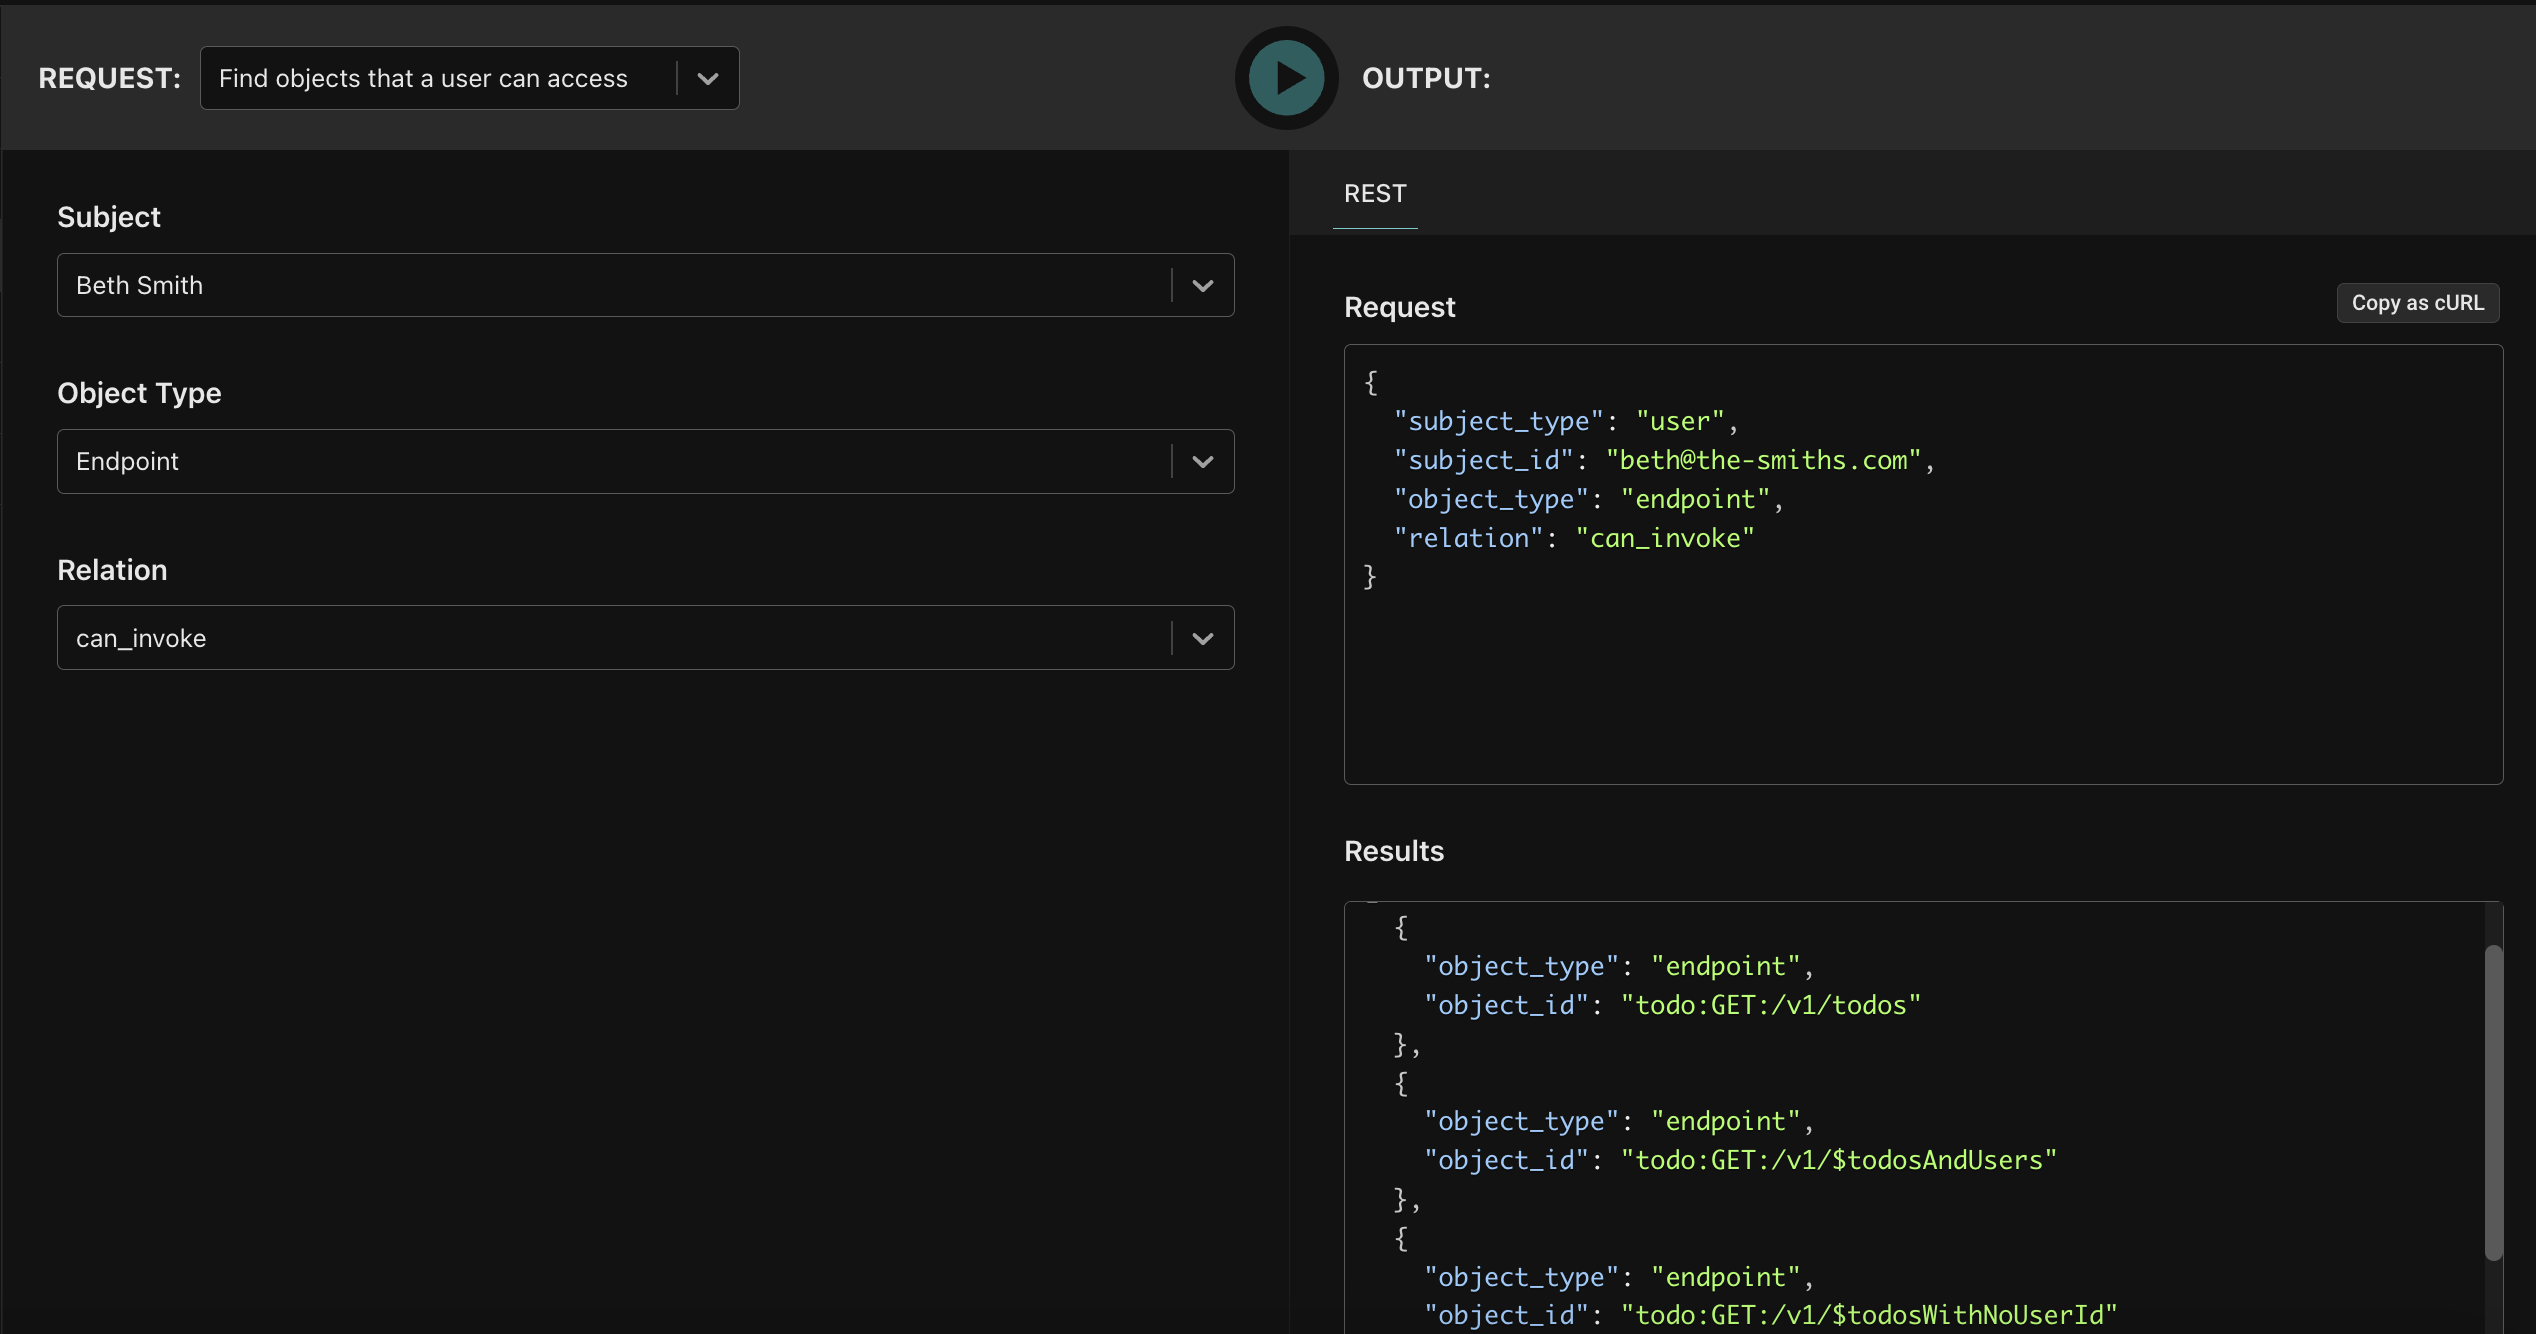 REQUEST:
Find objects that a user can access
OUTPUT:
Subject
Beth Smith
Object Type
Endpoint
Relation
can_invoke
REST
Request
Copy as cURL
{
"subject_type": "user",
"subject_id": "beth@the-smiths.com",
"object_type": "endpoint",
"relation": "can_invoke"
}
Results
{
"object_type": "endpoint",
"object_id": "todo:GET:/v1/todos"
},
{
"object_type": "endpoint",
"object_id": "todo:GET:/v1/$todosAndUsers"
},
{
"object_type": "endpoint",
"object_id": "todo:GET:/v1/$todosWithNoUserId"